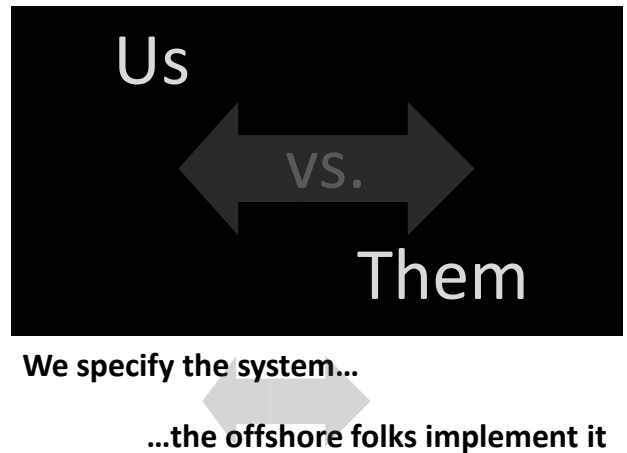 Us
vs.
Them
We specify the system…
…the offshore folks implement it